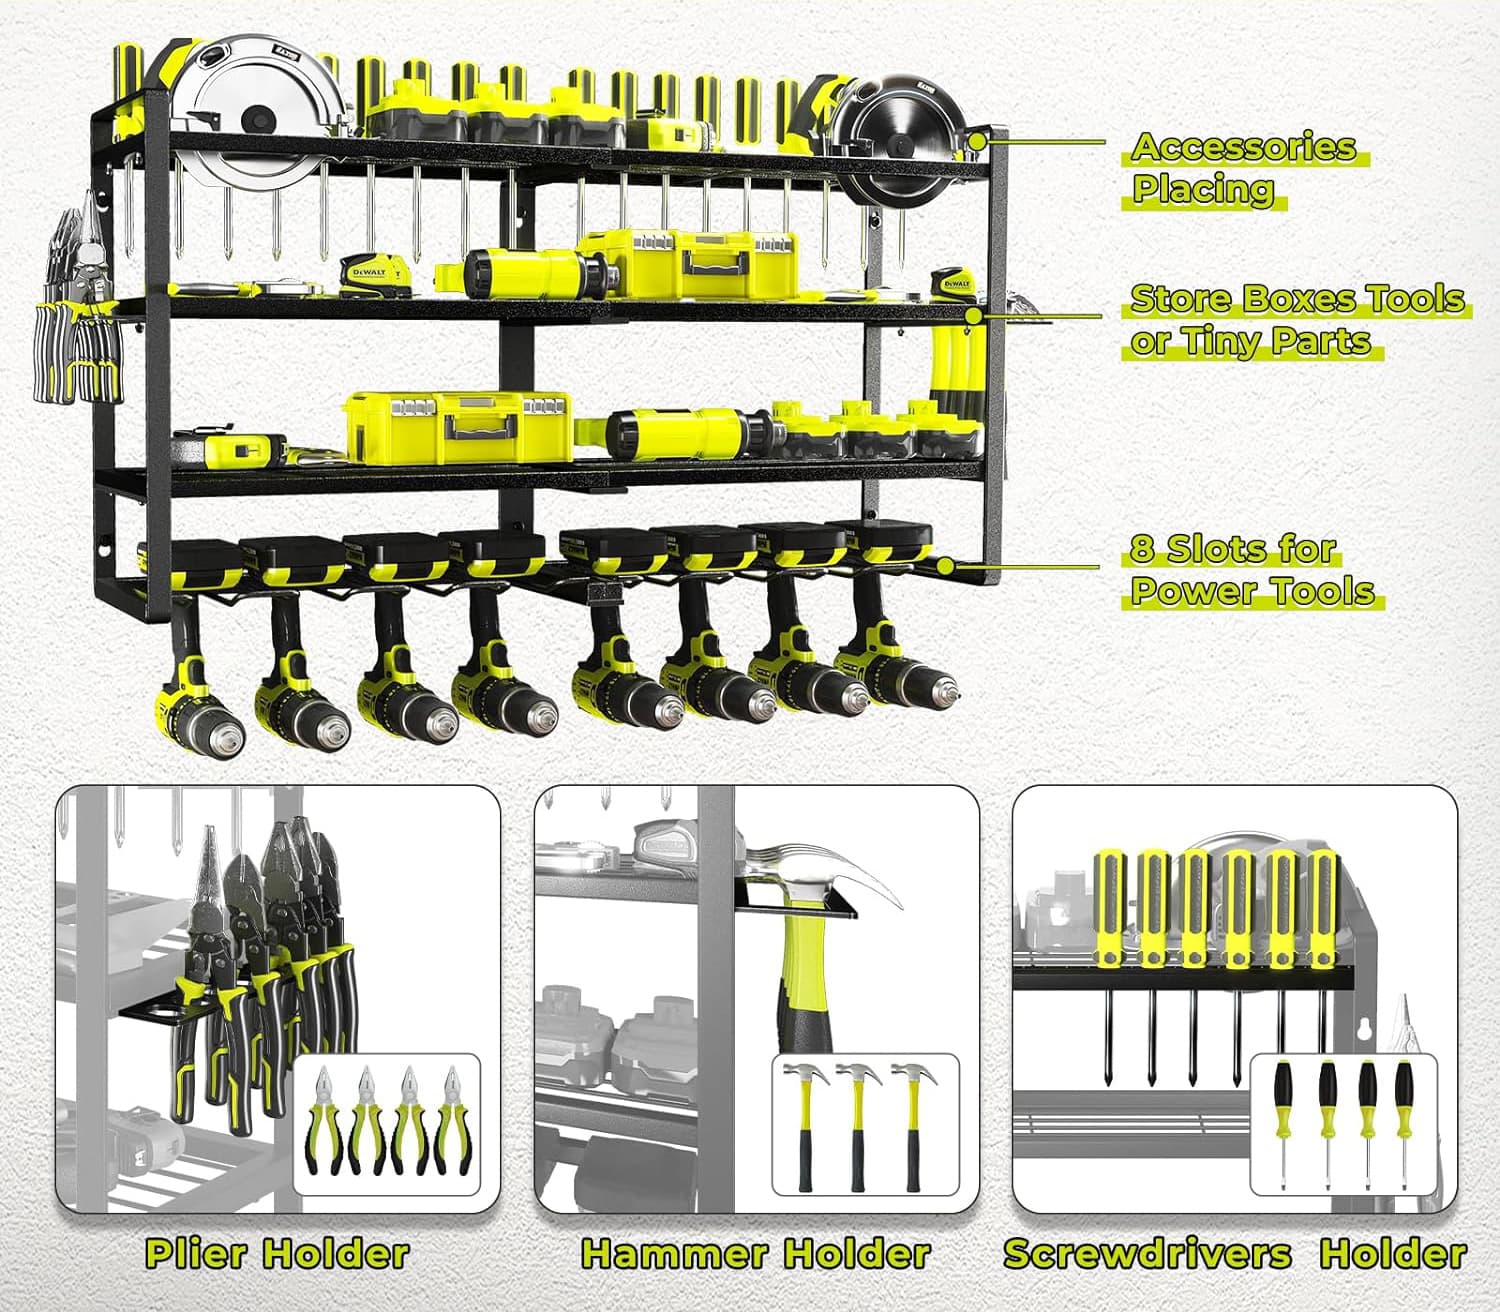 Accessories
Placing
DEWALT
DEWALT
Store Boxes Tools
or Tiny Parts
8 Slots for
Power Tools
Plier Holder
Hammer Holder
Screwdrivers Holder